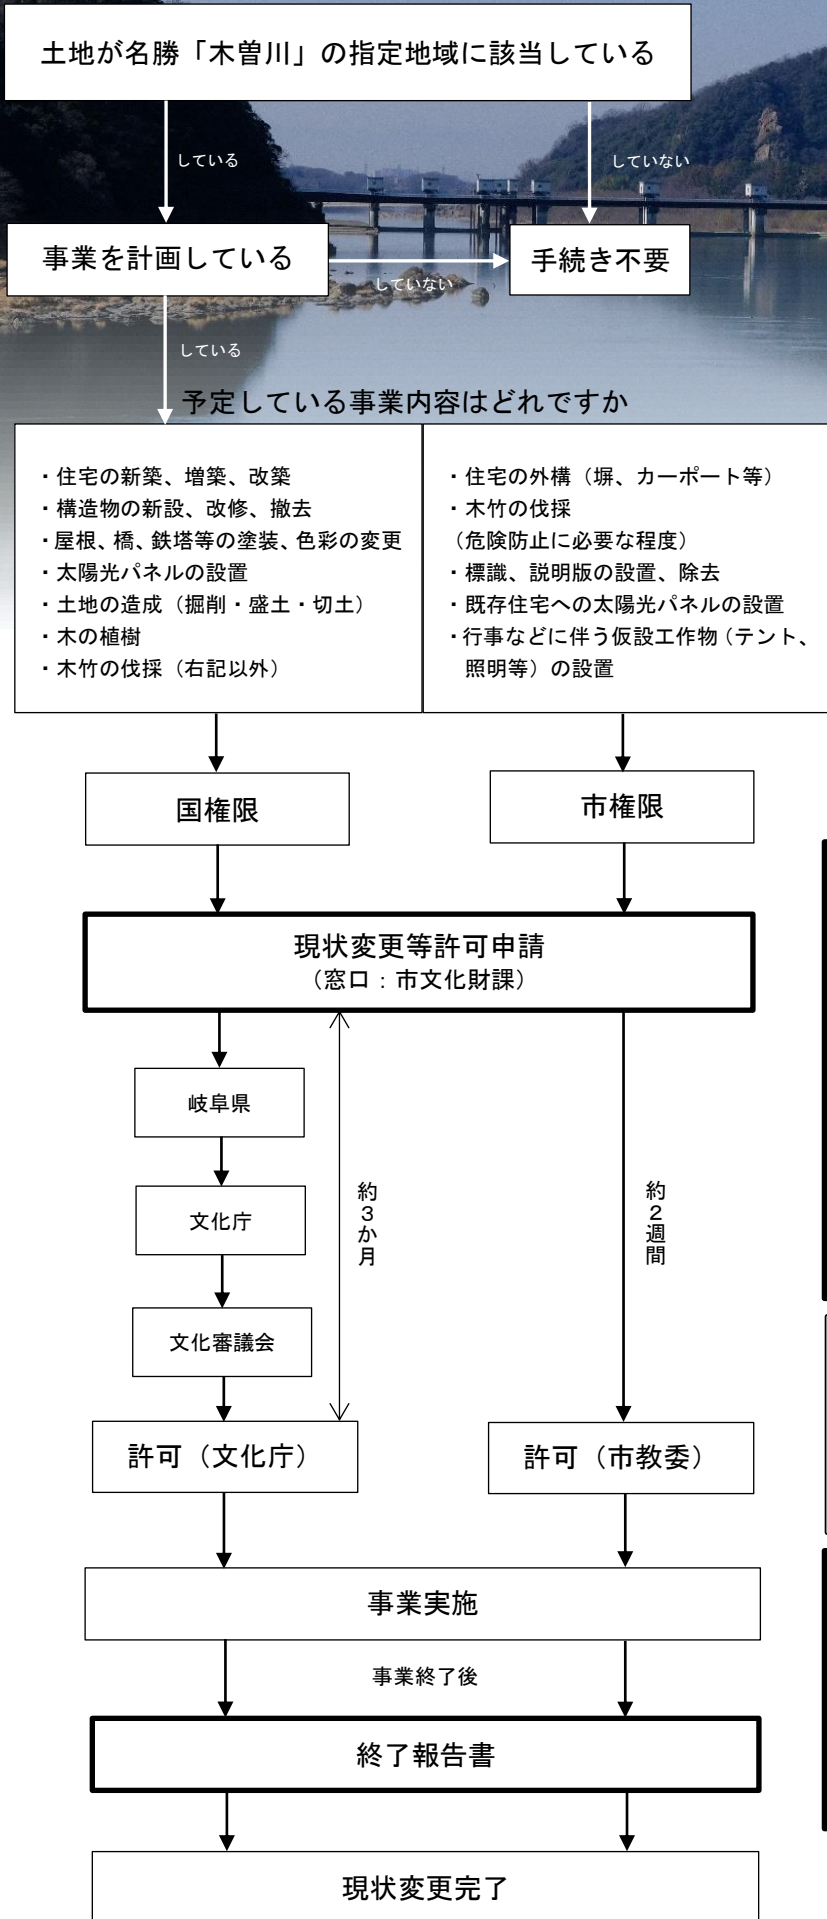 土地が名勝「木曽川」の指定地域に該当している
している
していない
事業を計画している
していない
手続き不要
している
予定している事業内容はどれですか
・住宅の新築、増築、改築
・構造物の新設、改修、撤去
・屋根、橋、鉄塔等の塗装、色彩の変更
・太陽光パネルの設置
・土地の造成（掘削・盛土・切土）
・木の植樹
・木竹の伐採（右記以外）
・住宅の外構（塀、カーポート等）
・木竹の伐採
（危険防止に必要な程度）
・標識、説明版の設置、除去
・既存住宅への太陽光パネルの設置
・行事などに伴う仮設工作物（テント、
照明等）の設置
国権限
市権限
現状変更等許可申請
（窓口：市文化財課）
岐阜県
文化庁
文化審議会
約３か月
約２週間
許可（文化庁）
許可（市教委）
事業実施
事業終了後
終了報告書
現状変更完了